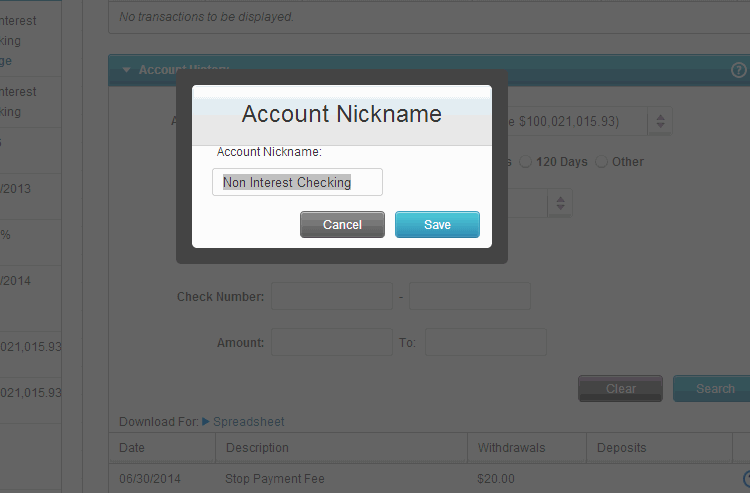 nterest
king
ge
nterest
king
/2013
%
/2014
021,015.93
021,015.93
No transactions to be displayed.
Account History
?
Account Nickname
Account Nickname:
Non Interest Checking
Cancel
Save
e $100,021,015.93)
s 120 Days Other
Check Number: -
Amount: To:
Clear
Search
Download For: Spreadsheet
Date Description Withdrawals Deposits
06/30/2014 Stop Payment Fee $20.00